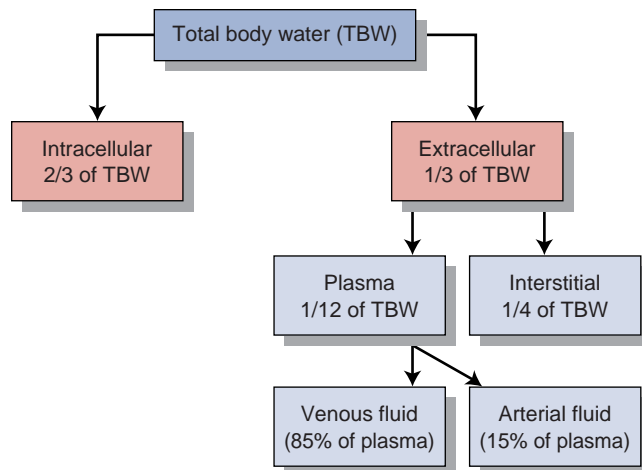 Total body water (TBW)
Intracellular
2/3 of TBW
Extracellular
1/3 of TBW
Plasma
1/12 of TBW
Interstitial
1/4 of TBW
Venous fluid
(85% of plasma)
Arterial fluid
(15% of plasma)